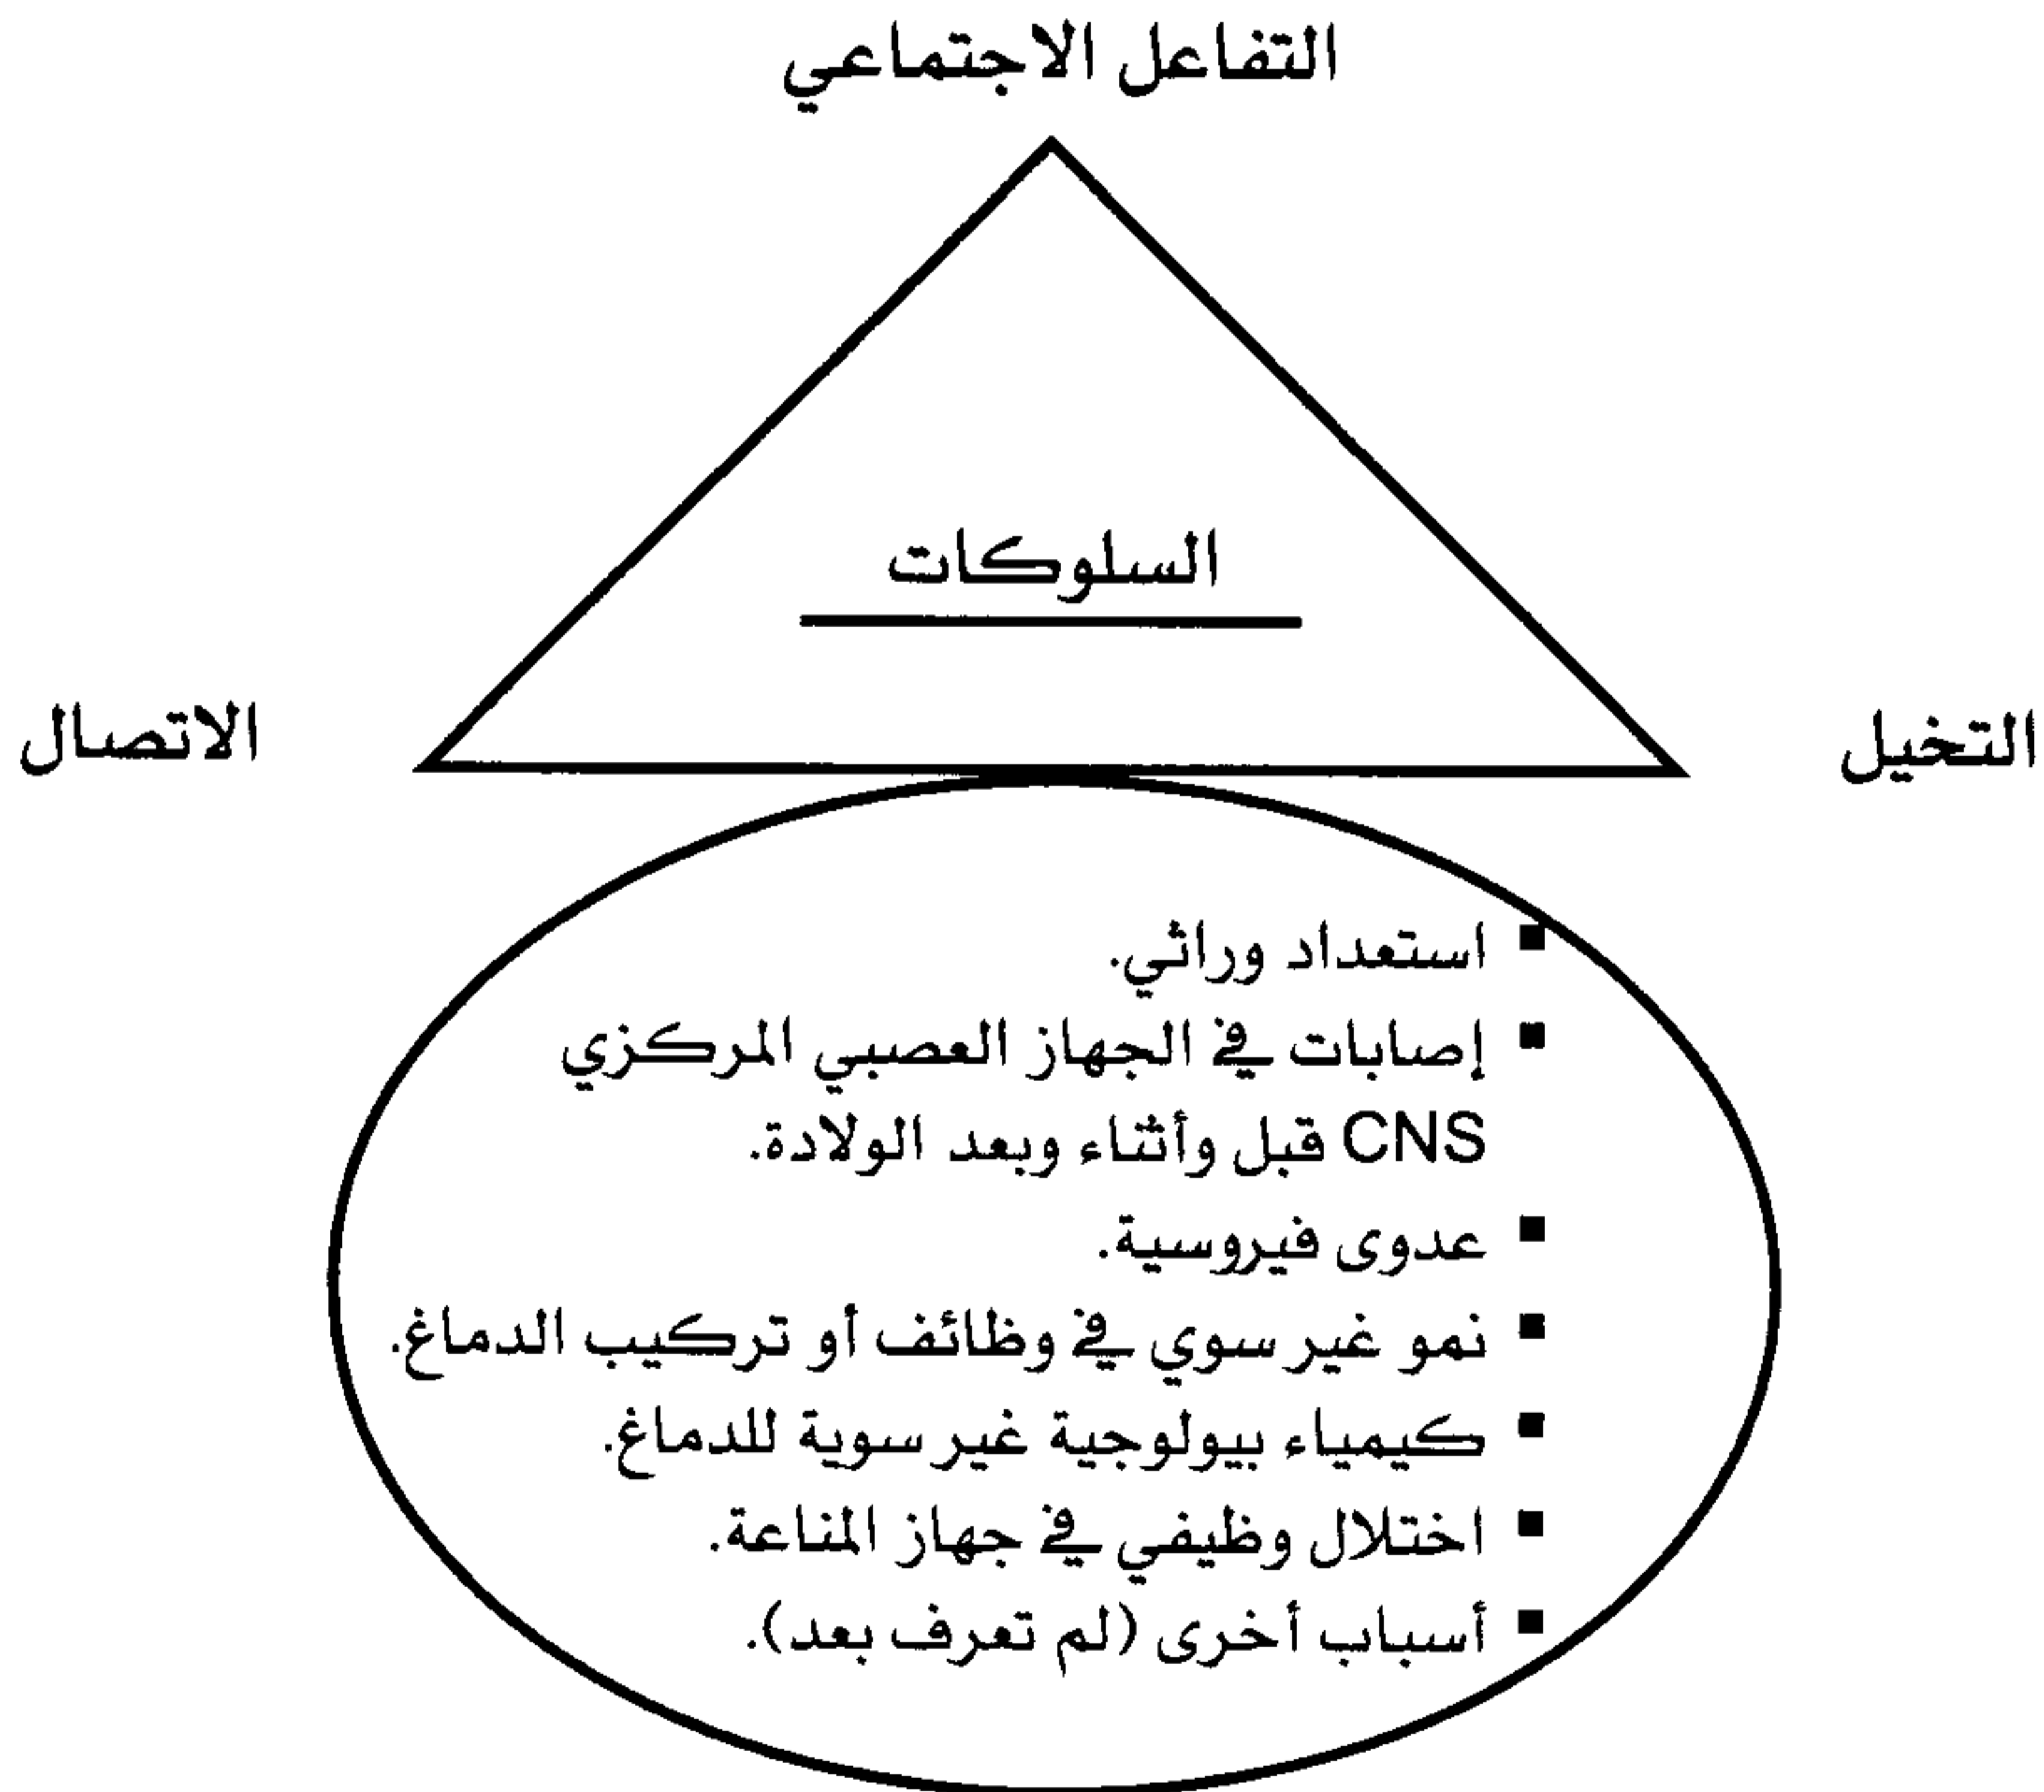 التفاعل الاجتماعي
السلوكات
التخيل
الاتصال
▪ استعداد وراثي.
▪ إصابات في الجهاز العصبي المركزي
CNS قبل وأثناء وبعد الولادة.
▪ عدوى فيروسية.
▪ نمو غير سوي في وظائف أو تركيب الدماغ.
▪ كيمياء بيولوجية غير سوية للدماغ.
▪ اختلال وظيفي في جهاز المناعة.
▪ أسباب أخرى (لم تعرف بعد).